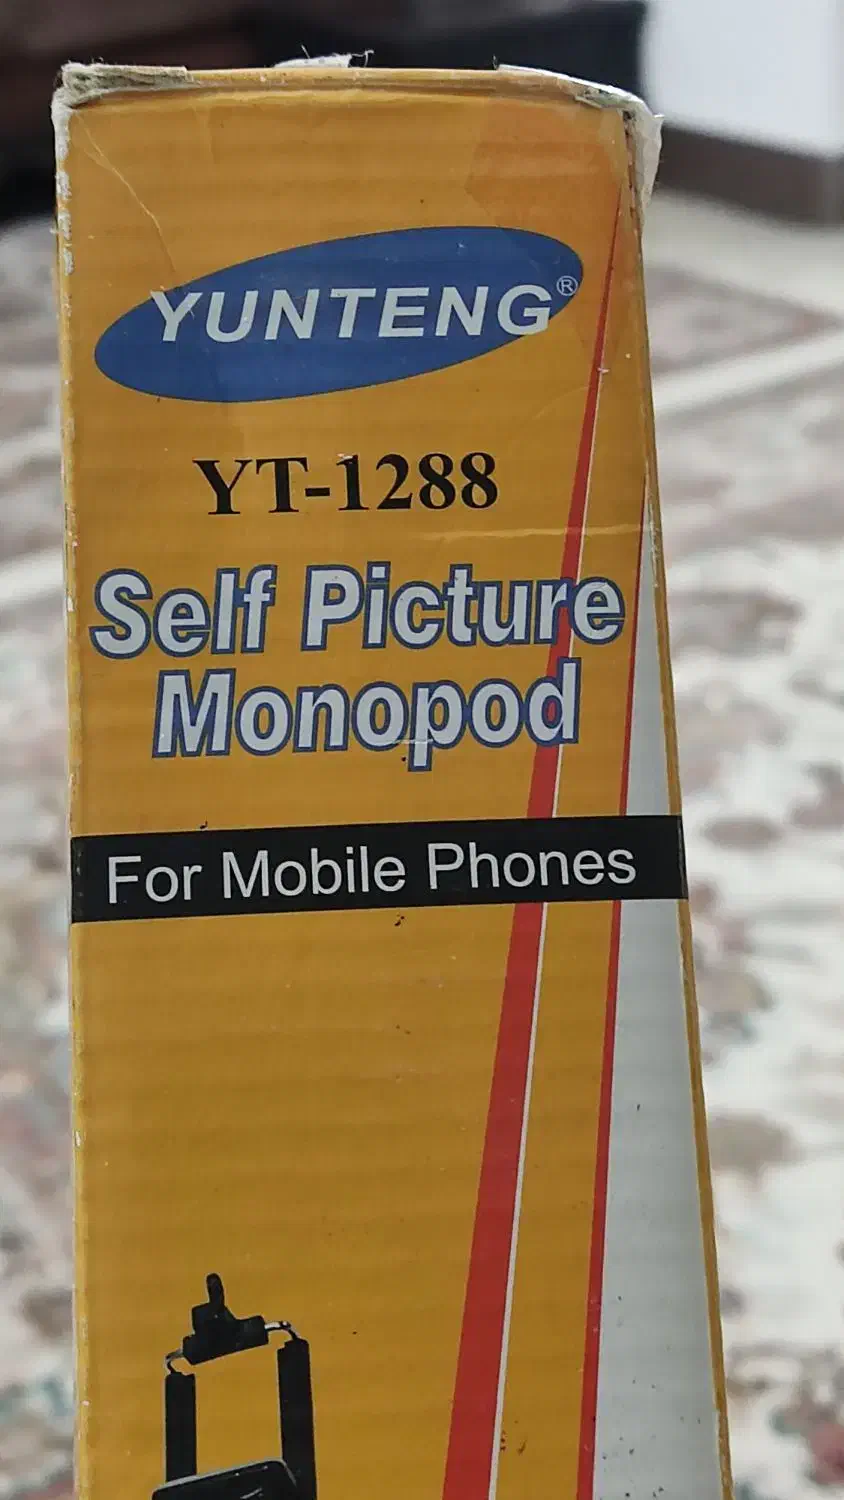 YUNTENG®
YT-1288
Self Picture
Monopod
For Mobile Phones